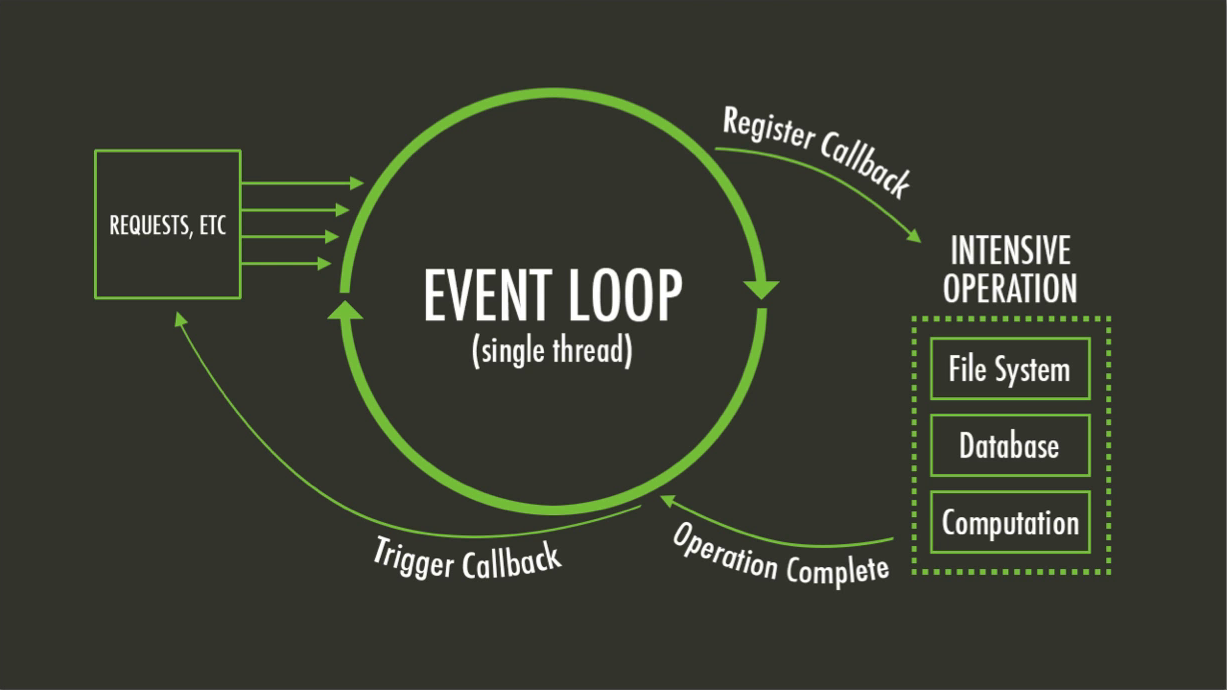 Register Callback
REQUESTS, ETC
INTENSIVE
OPERATION
EVENT LOOP
(single thread)
File System
Database
Computation
Operation Complete
Trigger Callback